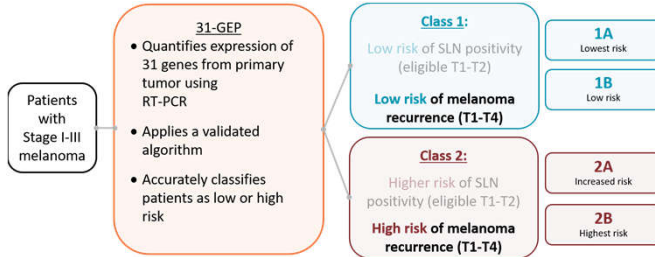 Patients
with
Stage I-III
melanoma
31-GEP
• Quantifies expression of
31 genes from primary
tumor using
RT-PCR
• Applies a validated
algorithm
• Accurately classifies
patients as low or high
risk
Class 1:
Low risk of SLN positivity
(eligible T1-T2)
Low risk of melanoma
recurrence (T1-T4)
1A
Lowest risk
1B
Low risk
Class 2:
Higher risk of SLN
positivity (eligible T1-T2)
High risk of melanoma
recurrence (T1-T4)
2A
Increased risk
2B
Highest risk